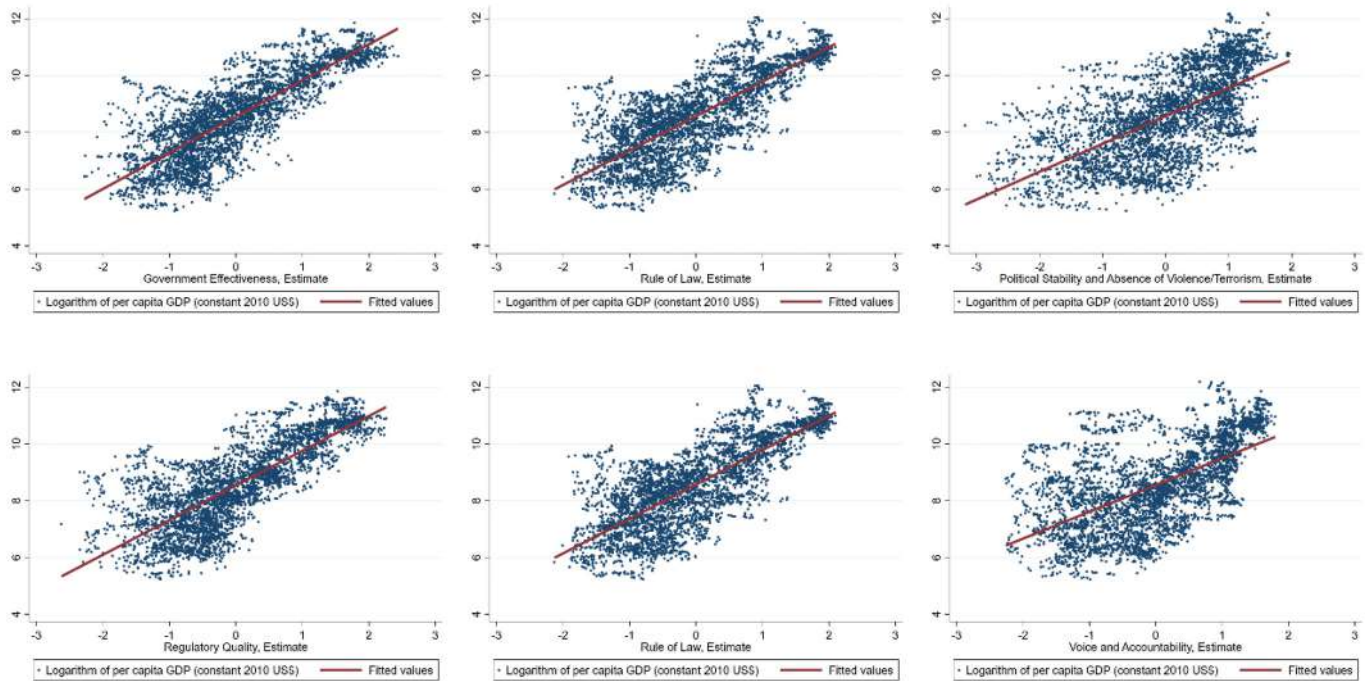 12
10
8
6
4
-3 -2 -1 0 1 2 3
Government Effectiveness, Estimate
Logarithm of per capita GDP (constant 2010 US$) Fitted values
12
10
8
6
4
-3 -2 -1 0 1 2 3
Rule of Law, Estimate
Logarithm of per capita GDP (constant 2010 US$) Fitted values
12
10
8
6
4
-3 -2 -1 0 1 2 3
Political Stability and Absence of Violence/Terrorism, Estimate
Logarithm of per capita GDP (constant 2010 US$) Fitted values
12
10
8
6
4
-3 -2 -1 0 1 2 3
Regulatory Quality, Estimate
Logarithm of per capita GDP (constant 2010 US$) Fitted values
12
10
8
6
4
-3 -2 -1 0 1 2 3
Rule of Law, Estimate
Logarithm of per capita GDP (constant 2010 US$) Fitted values
12
10
8
6
4
-3 -2 -1 0 1 2 3
Voice and Accountability, Estimate
Logarithm of per capita GDP (constant 2010 US$) Fitted values